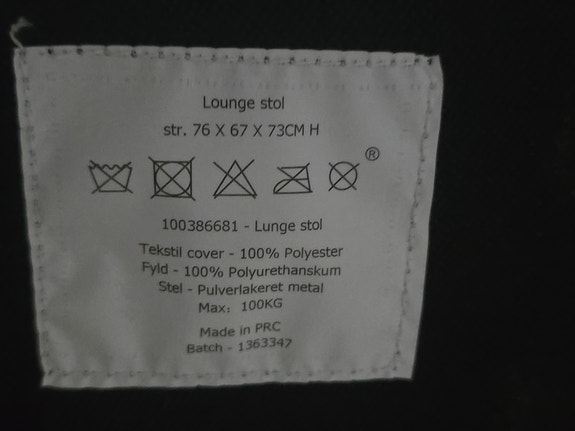 Lounge stol
str. 76 X 67 X 73CM H
®
100386681 - Lunge stol
Tekstil cover - 100% Polyester
Fyld - 100% Polyurethanskum
Stel - Pulverlakeret metal
Max: 100KG
Made in PRC
Batch - 1363347